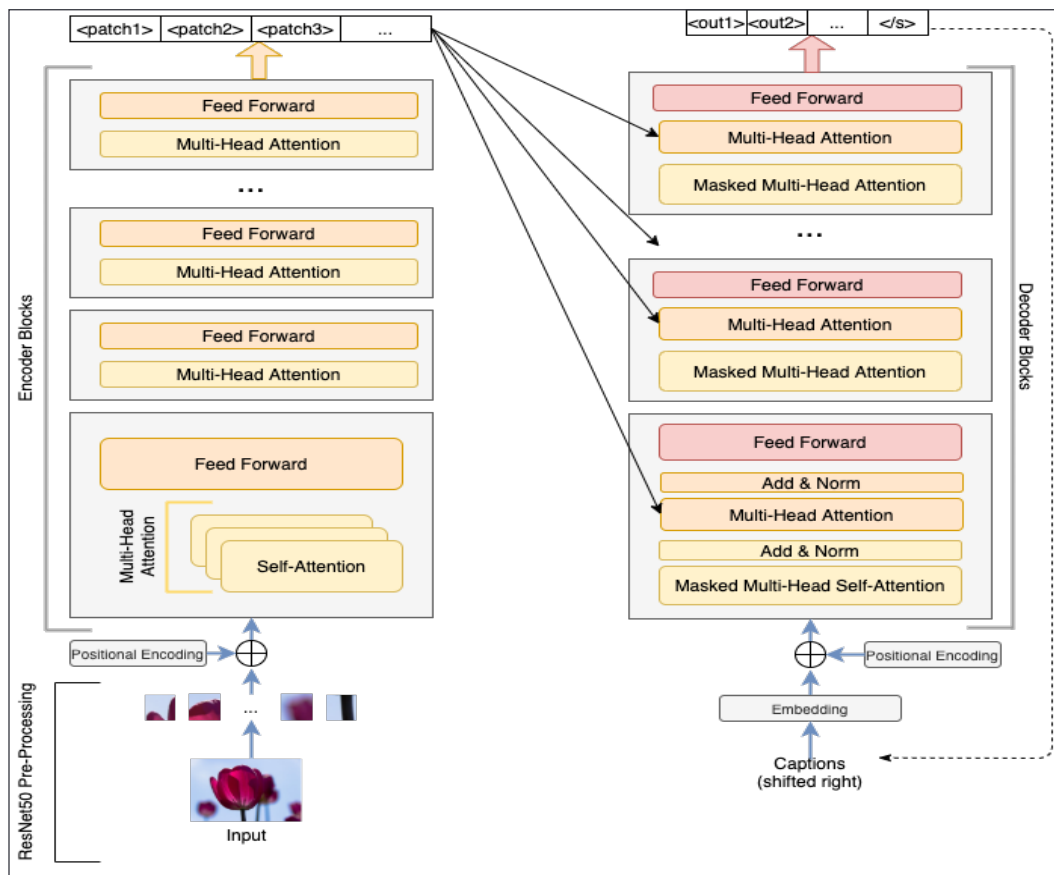 <patch1> <patch2> <patch3> ...
Feed Forward
Multi-Head Attention
...
Feed Forward
Multi-Head Attention
Feed Forward
Multi-Head Attention
Feed Forward
Multi-Head
Attention
Self-Attention
Encoder Blocks
Positional Encoding
...
Input
ResNet50 Pre-Processing
<out1> <out2> ... </s>
Feed Forward
Multi-Head Attention
Masked Multi-Head Attention
...
Feed Forward
Multi-Head Attention
Masked Multi-Head Attention
Feed Forward
Add & Norm
Multi-Head Attention
Add & Norm
Masked Multi-Head Self-Attention
Decoder Blocks
Positional Encoding
Embedding
Captions
(shifted right)